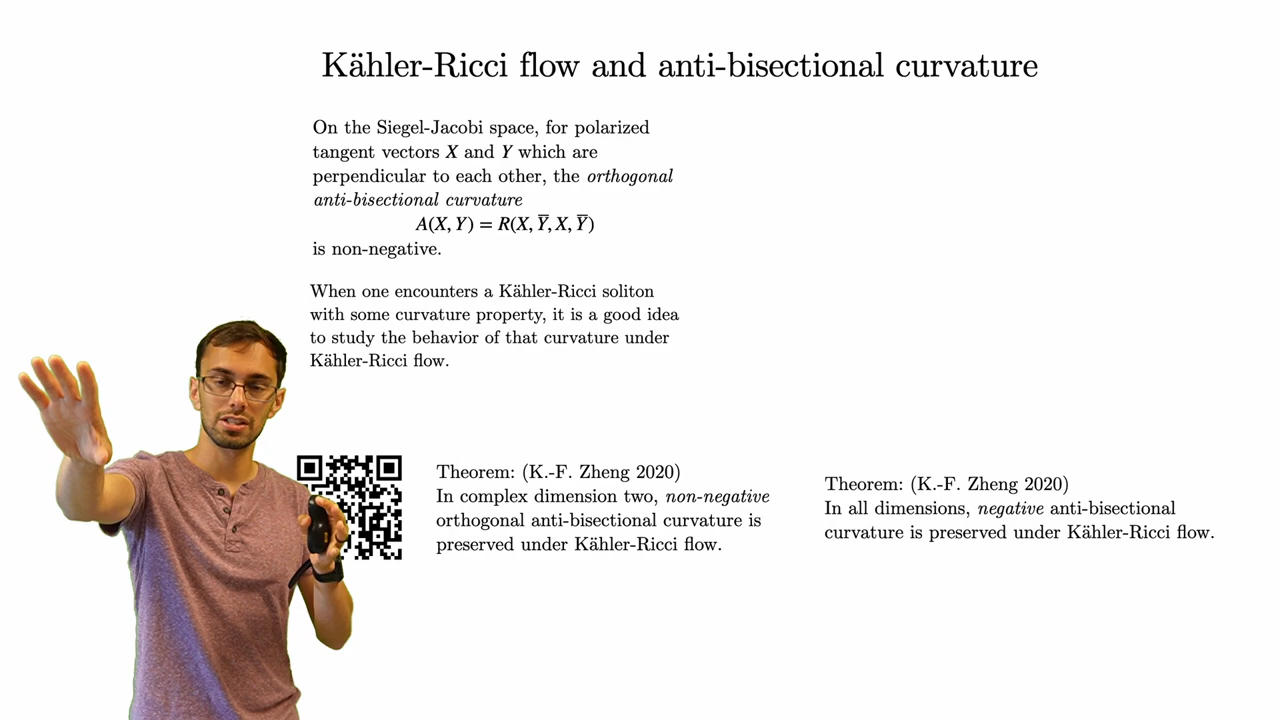 Kähler-Ricci flow and anti-bisectional curvature
On the Siegel-Jacobi space, for polarized
tangent vectors X and Y which are
perpendicular to each other, the orthogonal
anti-bisectional curvature
A(X, Y) = R(X, Y̅, X, Y̅)
is non-negative.
When one encounters a Kähler-Ricci soliton
with some curvature property, it is a good idea
to study the behavior of that curvature under
Kähler-Ricci flow.
Theorem: (K.-F. Zheng 2020)
In complex dimension two, non-negative
orthogonal anti-bisectional curvature is
preserved under Kähler-Ricci flow.
Theorem: (K.-F. Zheng 2020)
In all dimensions, negative anti-bisectional
curvature is preserved under Kähler-Ricci flow.